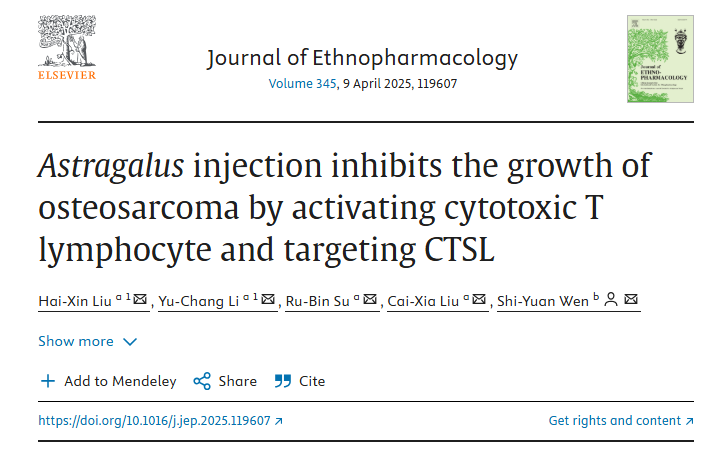 ELSEVIER
Journal of Ethnopharmacology
Volume 345, 9 April 2025, 119607
Journal of
ETHNO-
PHARMACOLOGY
Astragalus injection inhibits the growth of
osteosarcoma by activating cytotoxic T
lymphocyte and targeting CTSL
Hai-Xin Liu a 1, Yu-Chang Li a 1, Ru-Bin Su a, Cai-Xia Liu a, Shi-Yuan Wen b
Show more
Add to Mendeley Share Cite
https://doi.org/10.1016/j.jep.2025.119607 Get rights and content